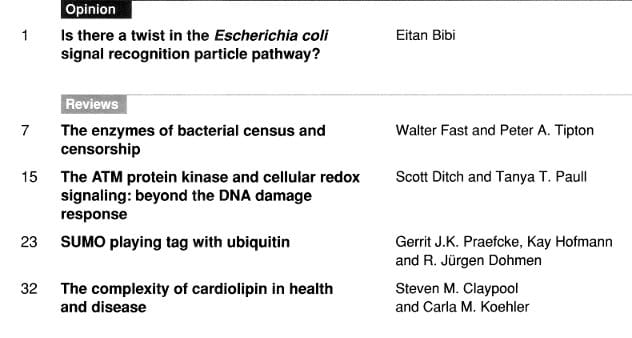 Opinion
1 Is there a twist in the Escherichia coli Eitan Bibi
signal recognition particle pathway?
Reviews
7 The enzymes of bacterial census and Walter Fast and Peter A. Tipton
censorship
15 The ATM protein kinase and cellular redox Scott Ditch and Tanya T. Paull
signaling: beyond the DNA damage
response
23 SUMO playing tag with ubiquitin Gerrit J.K. Praefcke, Kay Hofmann
and R. Jürgen Dohmen
32 The complexity of cardiolipin in health Steven M. Claypool
and disease and Carla M. Koehler